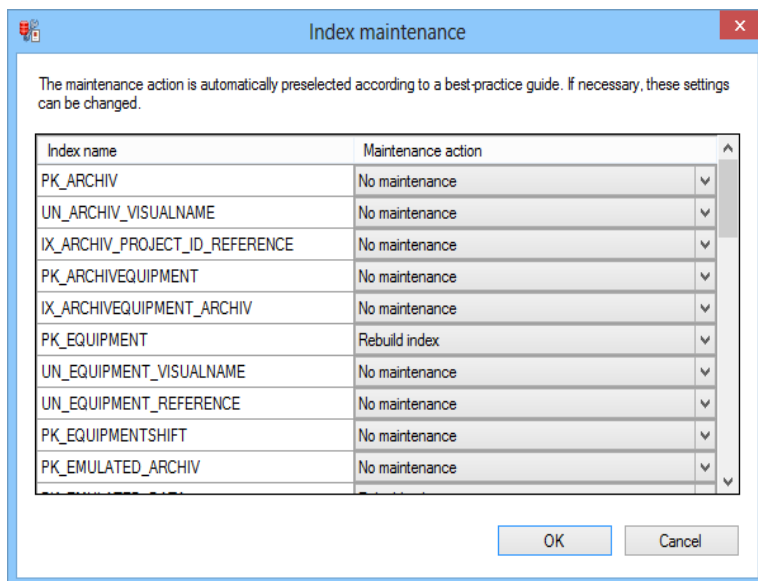 Index maintenance
The maintenance action is automatically preselected according to a best-practice guide. If necessary, these settings
can be changed.
Index name Maintenance action
PK_ARCHIV No maintenance
UN_ARCHIV_VISUALNAME No maintenance
IX_ARCHIV_PROJECT_ID_REFERENCE No maintenance
PK_ARCHIVEQUIPMENT No maintenance
IX_ARCHIVEQUIPMENT_ARCHIV No maintenance
PK_EQUIPMENT Rebuild index
UN_EQUIPMENT_VISUALNAME No maintenance
UN_EQUIPMENT_REFERENCE No maintenance
PK_EQUIPMENTSHIFT No maintenance
PK_EMULATED_ARCHIV No maintenance
OK Cancel